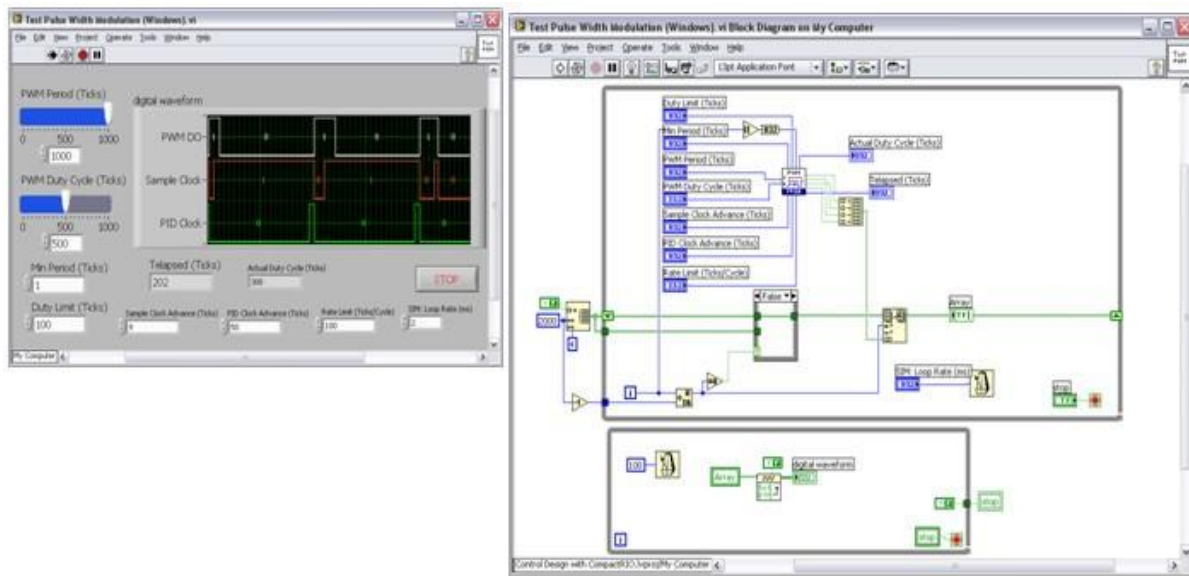 Test Pulse Width Modulation (Windows).vi
File Edit View Project Operate Tools Window Help
PWM Period (Ticks)
0 500 1000
1000
PWM Duty Cycle (Ticks)
0 500 1000
500
Min Period (Ticks)
1
Duty Limit (Ticks)
100
digital waveform
PWM DO
Sample Clock
PID Clock
Telapsed (Ticks)
202
Actual Duty Cycle (Ticks)
STOP
Sample Clock Advance (Ticks)
PID Clock Advance (Ticks)
50
Rate Limit (Ticks/Cycle)
100
SIM: Loop Rate (ms)
2
My Computer
Test Pulse Width Modulation (Windows).vi Block Diagram on My Computer
File Edit View Project Operate Tools Window Help
13pt Application Font
Duty Limit (Ticks)
Min Period (Ticks)
PWM Period (Ticks)
PWM Duty Cycle (Ticks)
Sample Clock Advance (Ticks)
PID Clock Advance (Ticks)
Rate Limit (Ticks/Cycle)
Actual Duty Cycle (Ticks)
Telapsed (Ticks)
False
Array
2000
SIM: Loop Rate (ms)
stop
i
100
Array
digital waveform
stop
stop
i
Control Design with CompactRIO.lvproj/My Computer